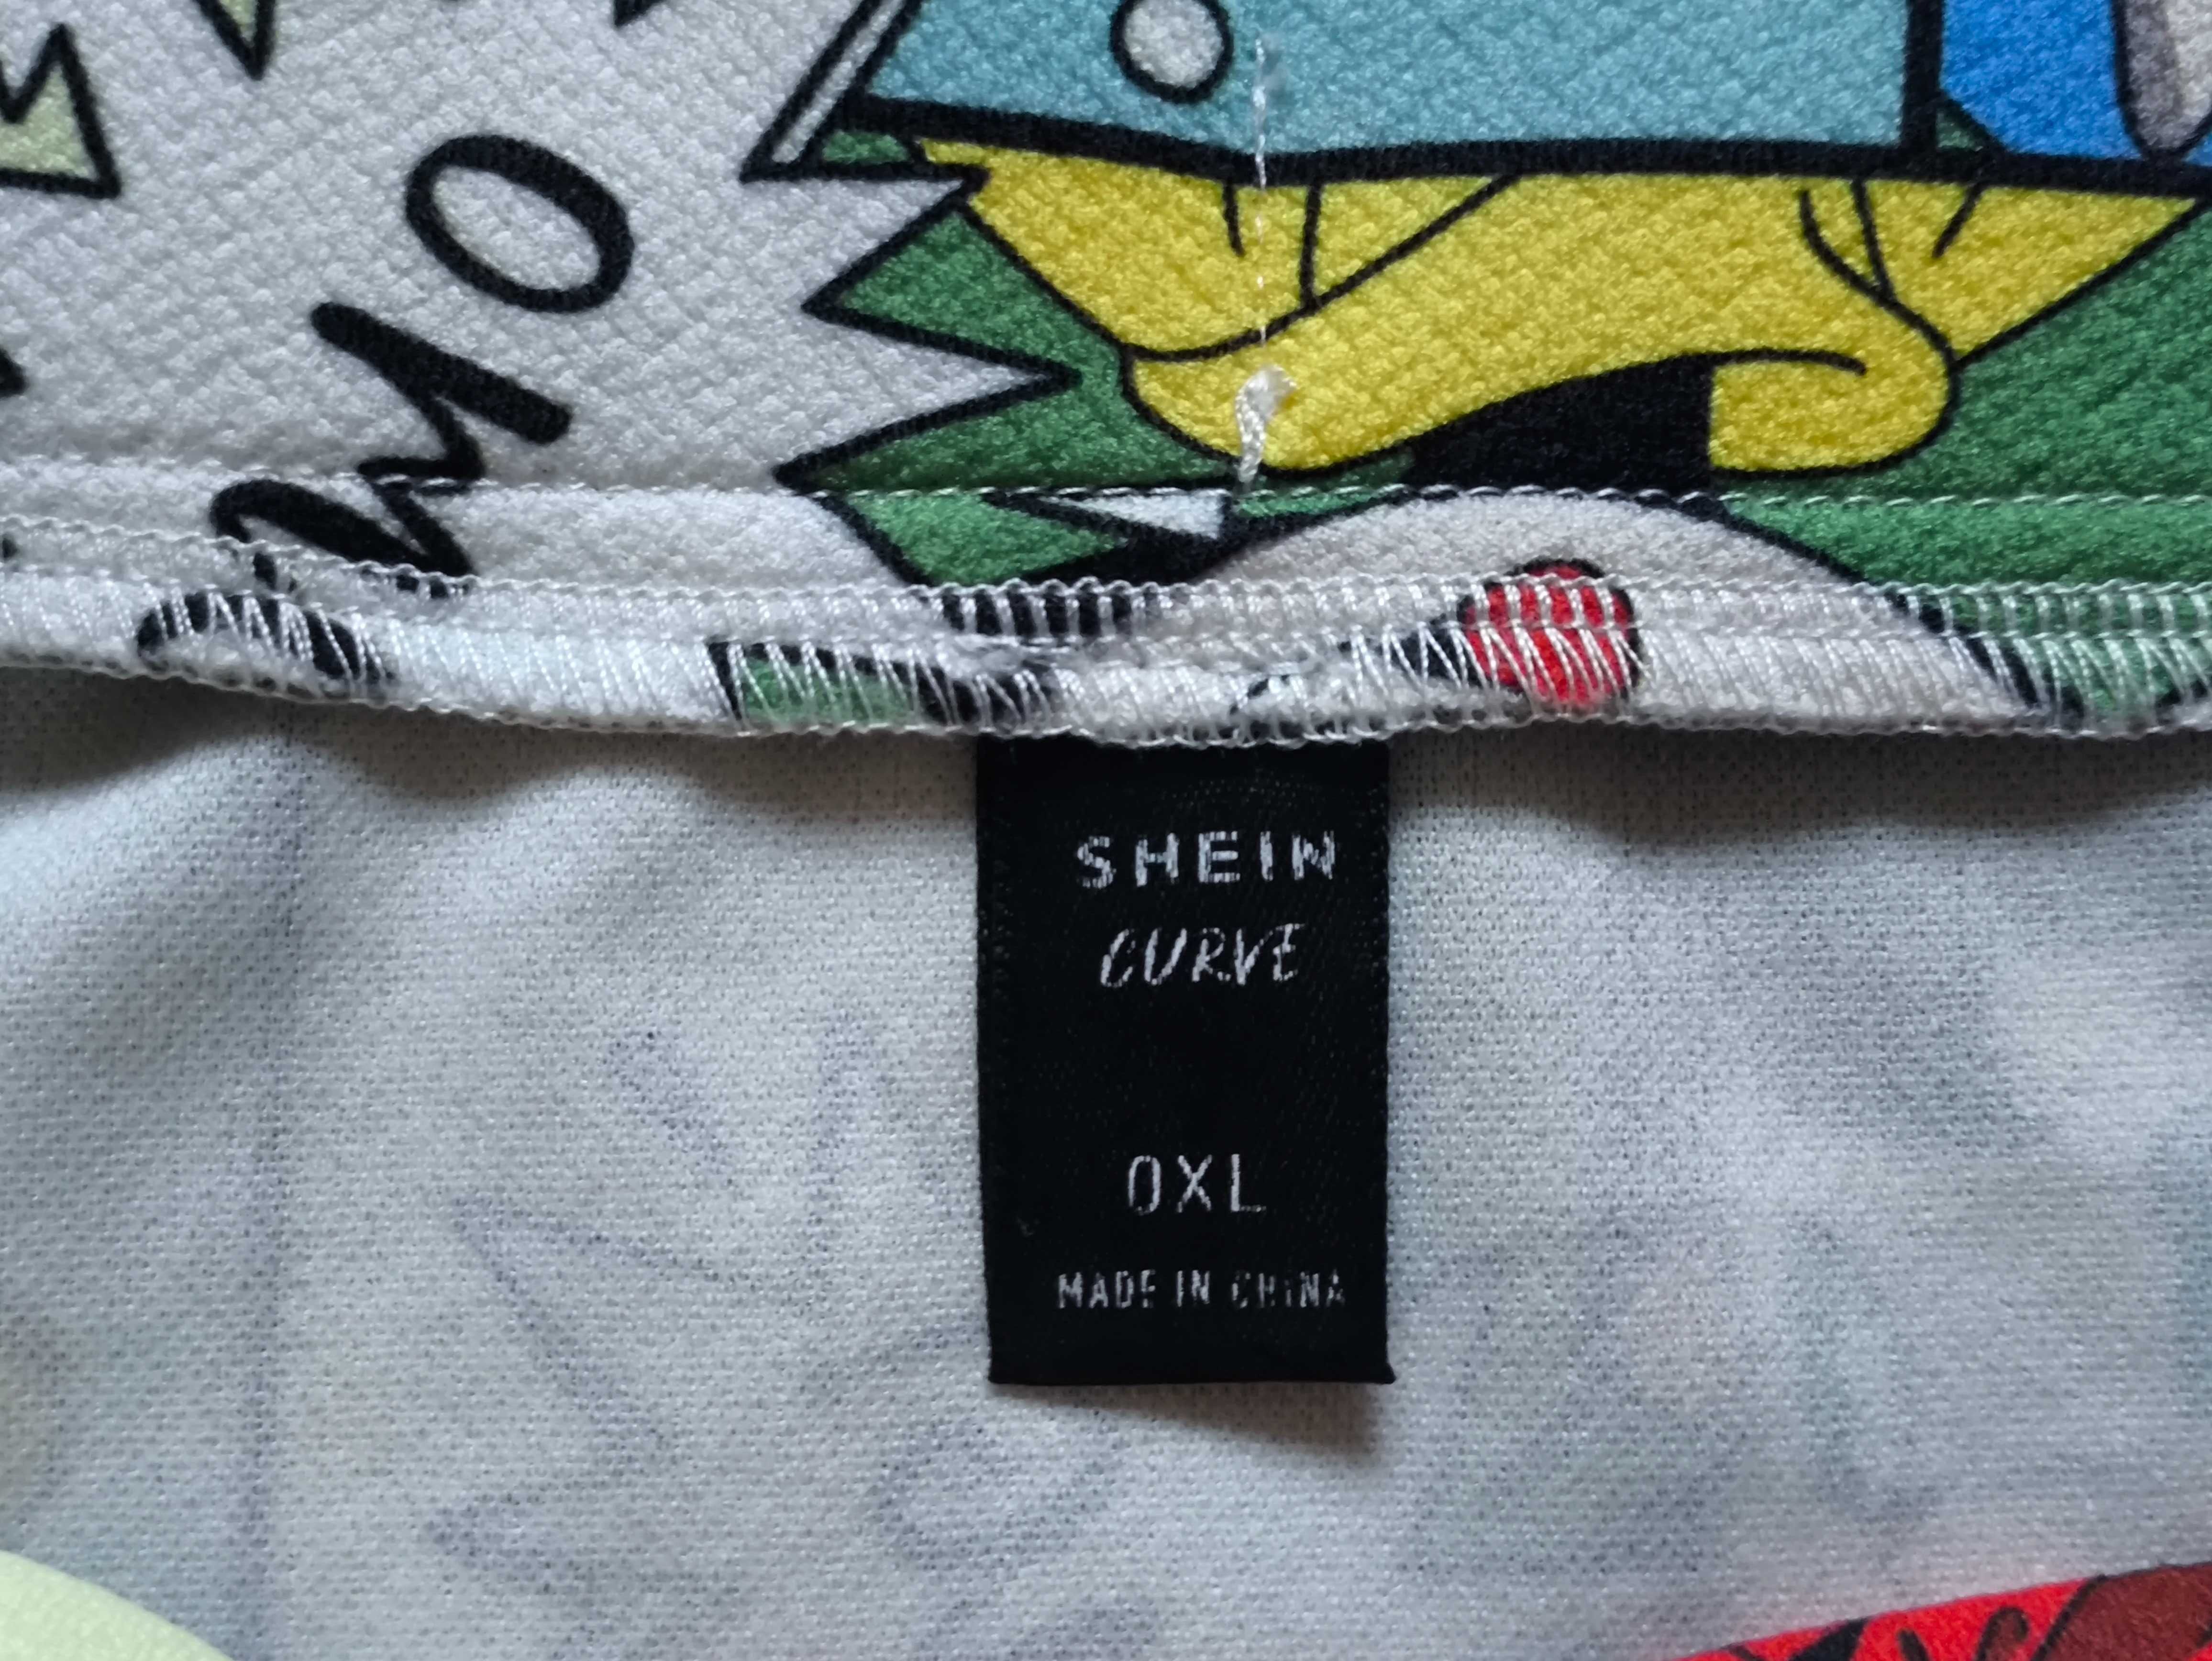 SHEIN
CURVE
0XL
MADE IN CHINA